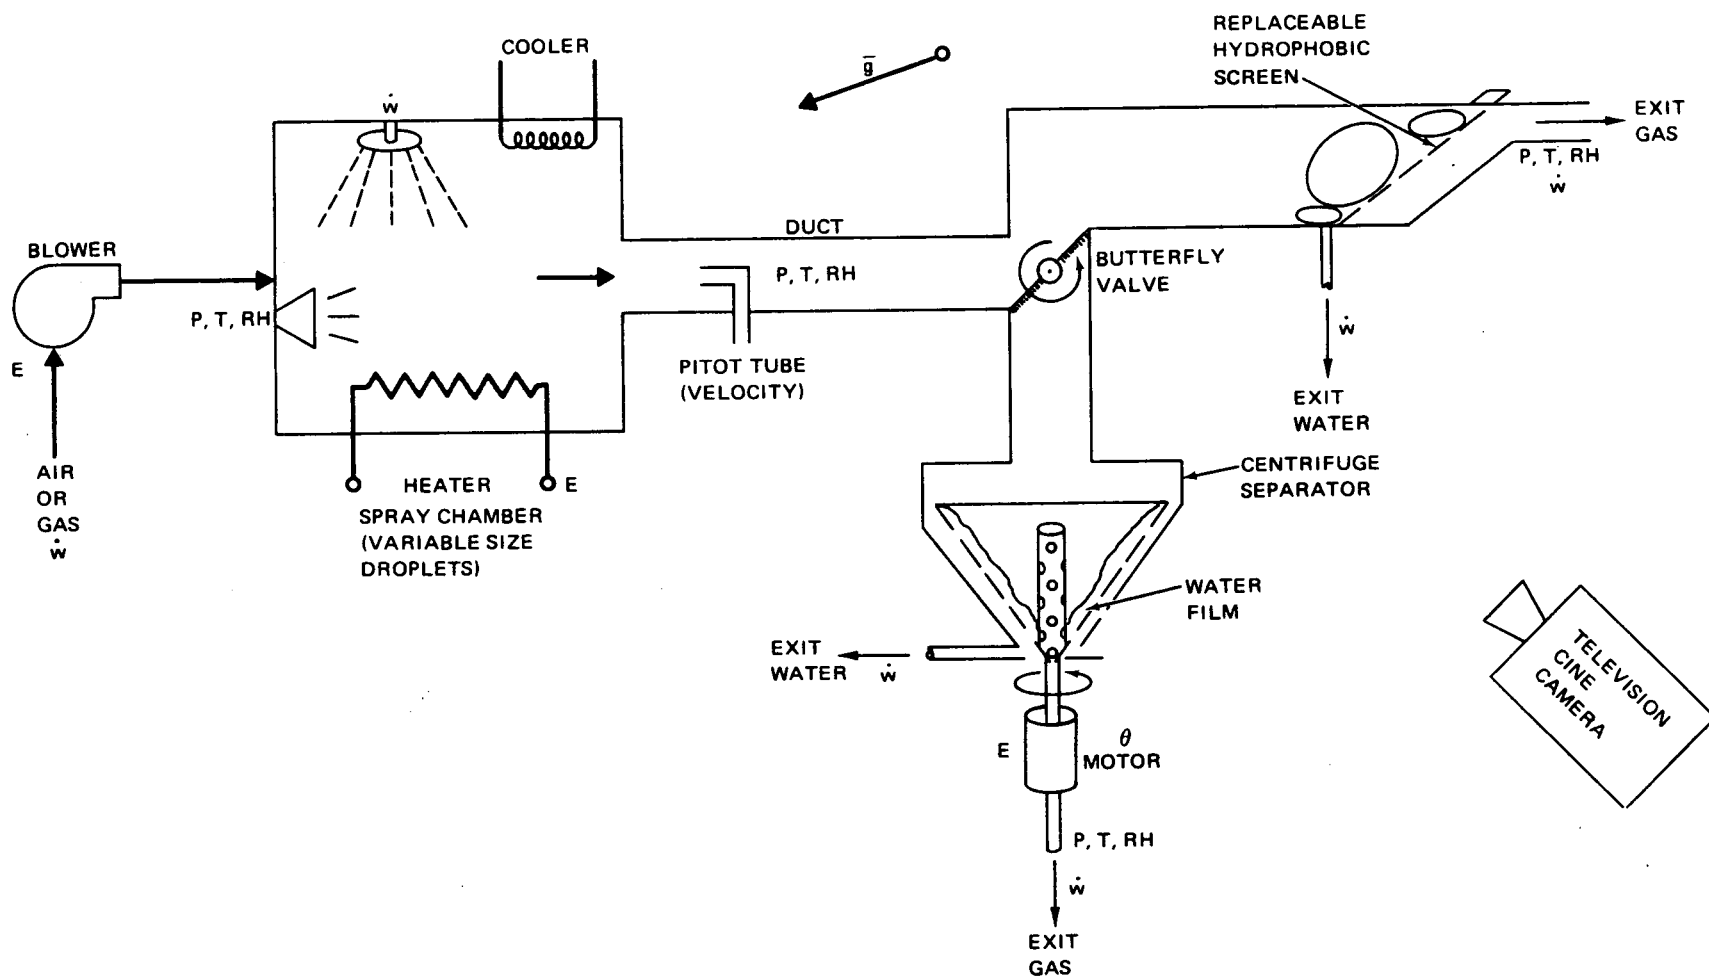 COOLER
g
REPLACEABLE
HYDROPHOBIC
SCREEN
ẇ
EXIT
GAS
P, T, RH
ẇ
DUCT
BLOWER
P, T, RH
BUTTERFLY
VALVE
P, T, RH
E
PITOT TUBE
(VELOCITY)
ẇ
EXIT
WATER
AIR
OR
GAS
ẇ
HEATER
E
SPRAY CHAMBER
(VARIABLE SIZE
DROPLETS)
CENTRIFUGE
SEPARATOR
WATER
FILM
EXIT
WATER
ẇ
TELEVISION
CINE
CAMERA
E
θ
MOTOR
P, T, RH
ẇ
EXIT
GAS